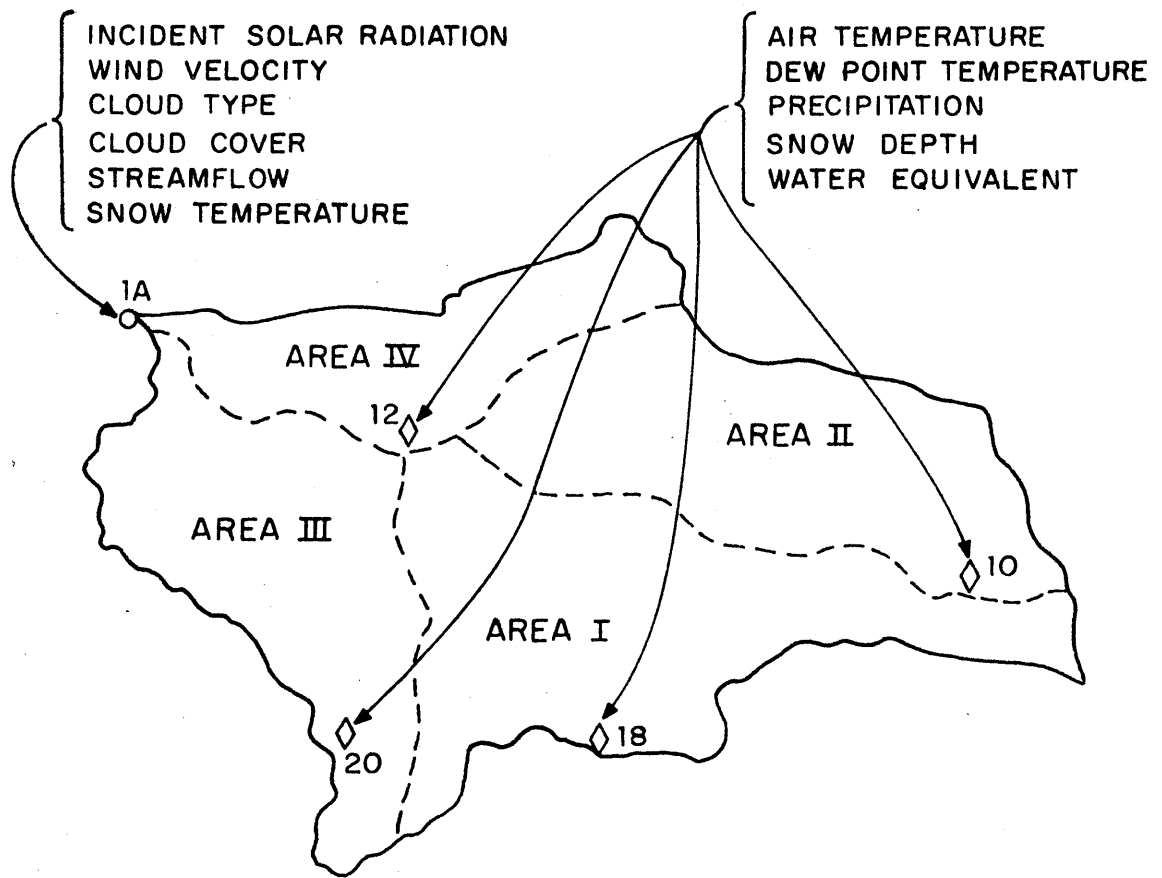 INCIDENT SOLAR RADIATION
WIND VELOCITY
CLOUD TYPE
CLOUD COVER
STREAMFLOW
SNOW TEMPERATURE
AIR TEMPERATURE
DEW POINT TEMPERATURE
PRECIPITATION
SNOW DEPTH
WATER EQUIVALENT
1A
AREA IV
12
AREA II
AREA III
10
AREA I
18
20